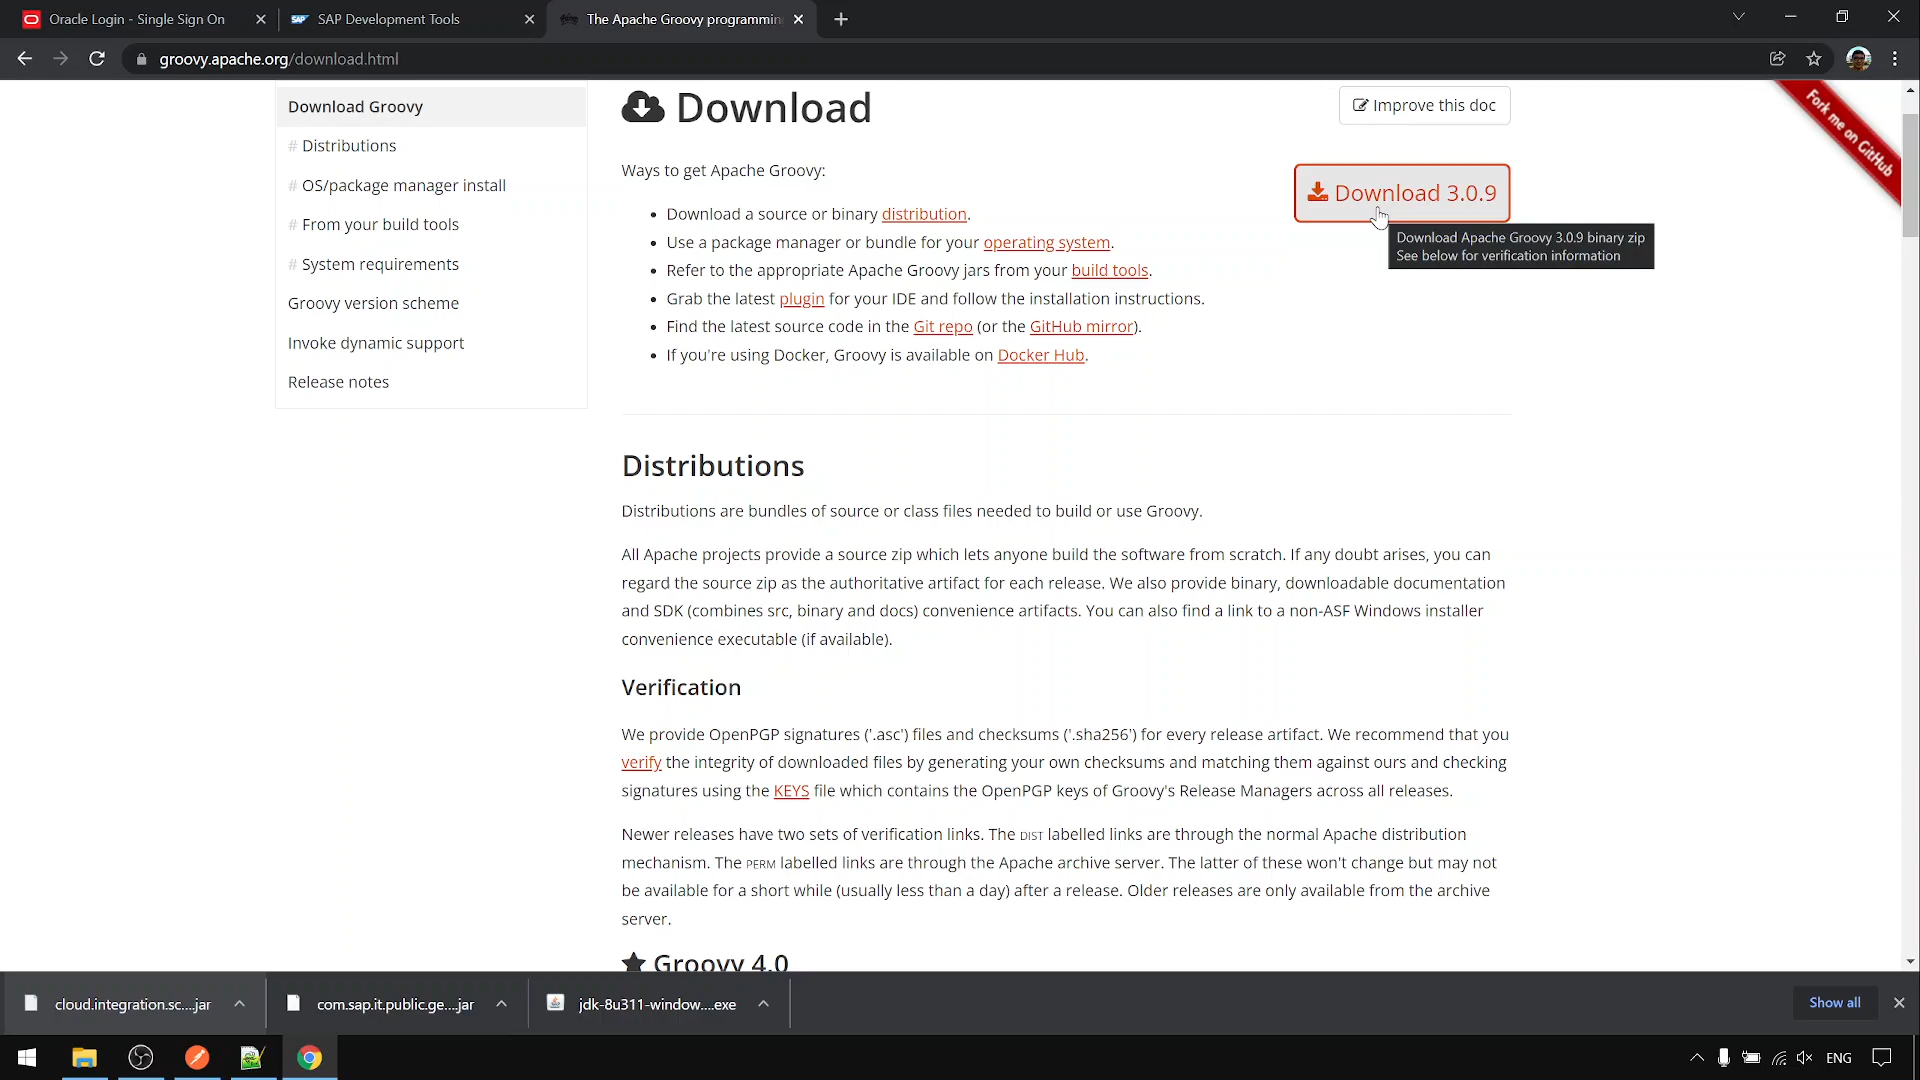 Oracle Login - Single Sign On
SAP Development Tools
The Apache Groovy programmin
groovy.apache.org/download.html
Fork me on GitHub
Download Groovy
# Distributions
# OS/package manager install
# From your build tools
# System requirements
Groovy version scheme
Invoke dynamic support
Release notes
Download
Improve this doc
Ways to get Apache Groovy:
Download 3.0.9
Download Apache Groovy 3.0.9 binary zip
See below for verification information
• Download a source or binary distribution.
• Use a package manager or bundle for your operating system.
• Refer to the appropriate Apache Groovy jars from your build tools.
• Grab the latest plugin for your IDE and follow the installation instructions.
• Find the latest source code in the Git repo (or the GitHub mirror).
• If you're using Docker, Groovy is available on Docker Hub.
Distributions
Distributions are bundles of source or class files needed to build or use Groovy.
All Apache projects provide a source zip which lets anyone build the software from scratch. If any doubt arises, you can
regard the source zip as the authoritative artifact for each release. We also provide binary, downloadable documentation
and SDK (combines src, binary and docs) convenience artifacts. You can also find a link to a non-ASF Windows installer
convenience executable (if available).
Verification
We provide OpenPGP signatures ('.asc') files and checksums ('.sha256') for every release artifact. We recommend that you
verify the integrity of downloaded files by generating your own checksums and matching them against ours and checking
signatures using the KEYS file which contains the OpenPGP keys of Groovy's Release Managers across all releases.
Newer releases have two sets of verification links. The DIST labelled links are through the normal Apache distribution
mechanism. The PERM labelled links are through the Apache archive server. The latter of these won't change but may not
be available for a short while (usually less than a day) after a release. Older releases are only available from the archive
server.
Groovy 4.0
cloud.integration.sc....jar
com.sap.it.public.ge....jar
jdk-8u311-window....exe
Show all
ENG